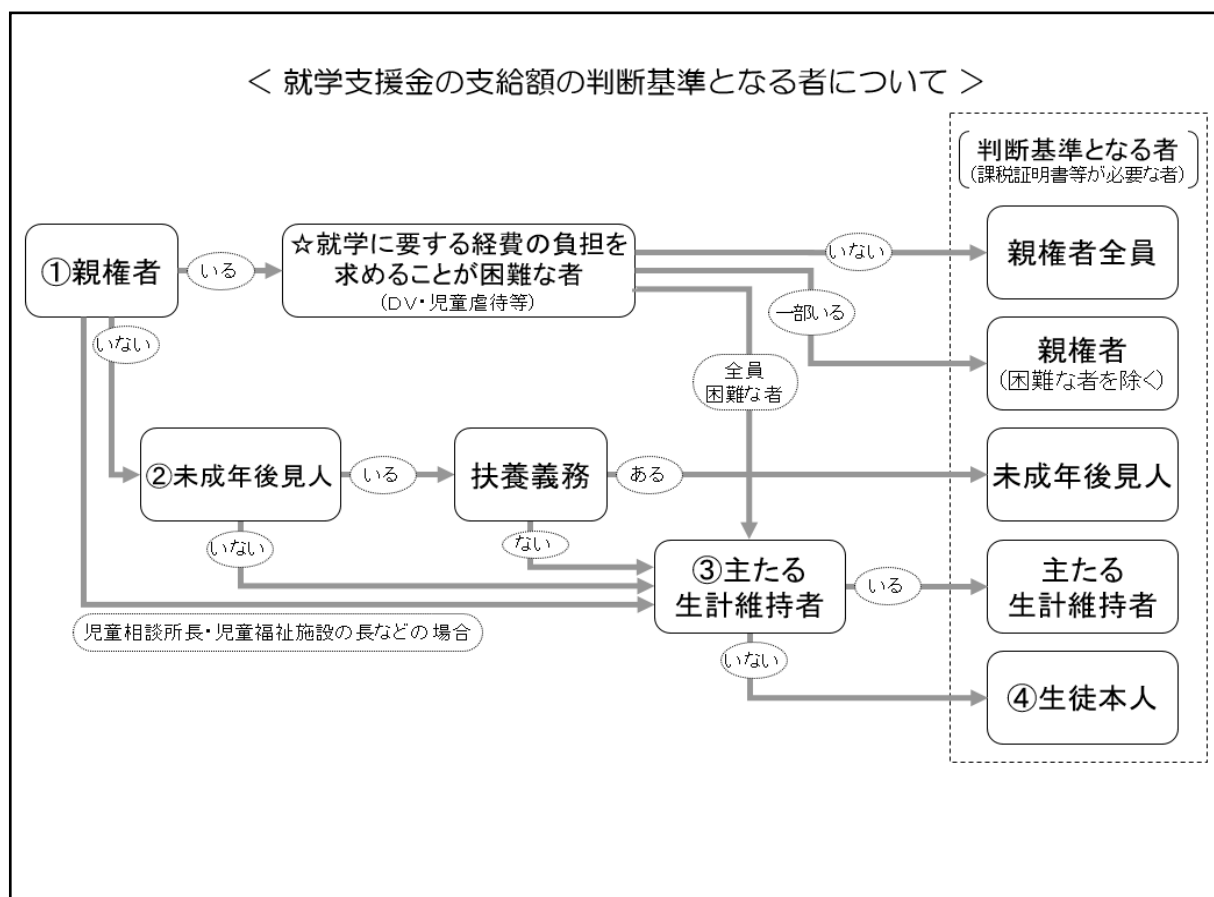 ＜ 就学支援金の支給額の判断基準となる者について ＞
判断基準となる者
(課税証明書等が必要な者)
①親権者
いる
☆就学に要する経費の負担を
求めることが困難な者
(DV・児童虐待等)
いない
親権者全員
一部いる
親権者
(困難な者を除く)
いない
全員
困難な者
②未成年後見人
いる
扶養義務
ある
未成年後見人
いない
ない
③主たる
生計維持者
いる
主たる
生計維持者
児童相談所長・児童福祉施設の長などの場合
いない
④生徒本人